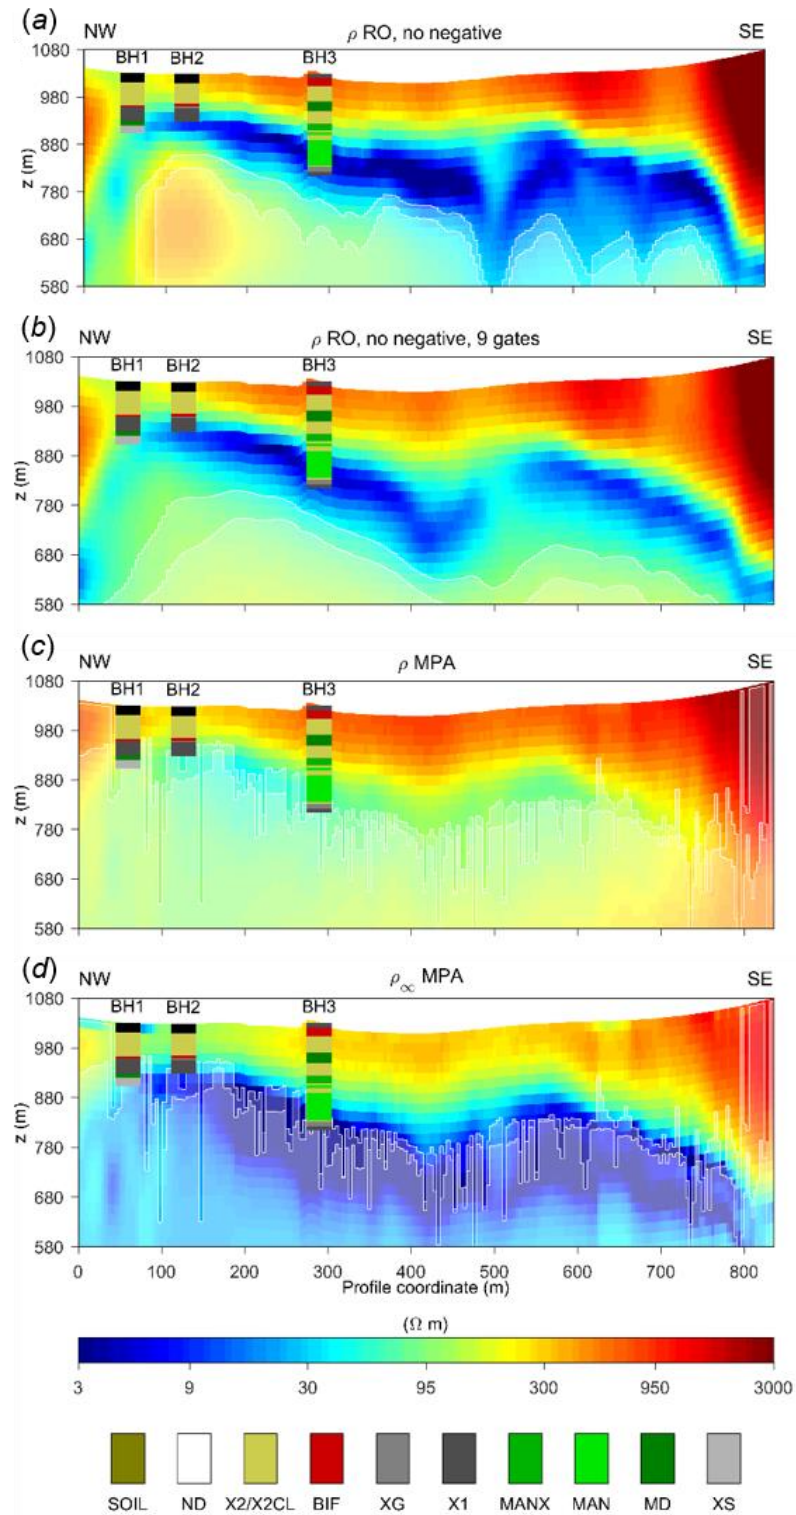 (a)
ρ RO, no negative
NW SE
BH1 BH2 BH3
1080
980
880
780
680
580
z (m)
(b)
ρ RO, no negative, 9 gates
NW SE
BH1 BH2 BH3
1080
980
880
780
680
580
z (m)
(c)
ρ MPA
NW SE
BH1 BH2 BH3
1080
980
880
780
680
580
z (m)
(d)
ρ∞ MPA
NW SE
BH1 BH2 BH3
1080
980
880
780
680
580
z (m)
0 100 200 300 400 500 600 700 800
Profile coordinate (m)
(Ω m)
3 9 30 95 300 950 3000
SOIL ND X2/X2CL BIF XG X1 MANX MAN MD XS